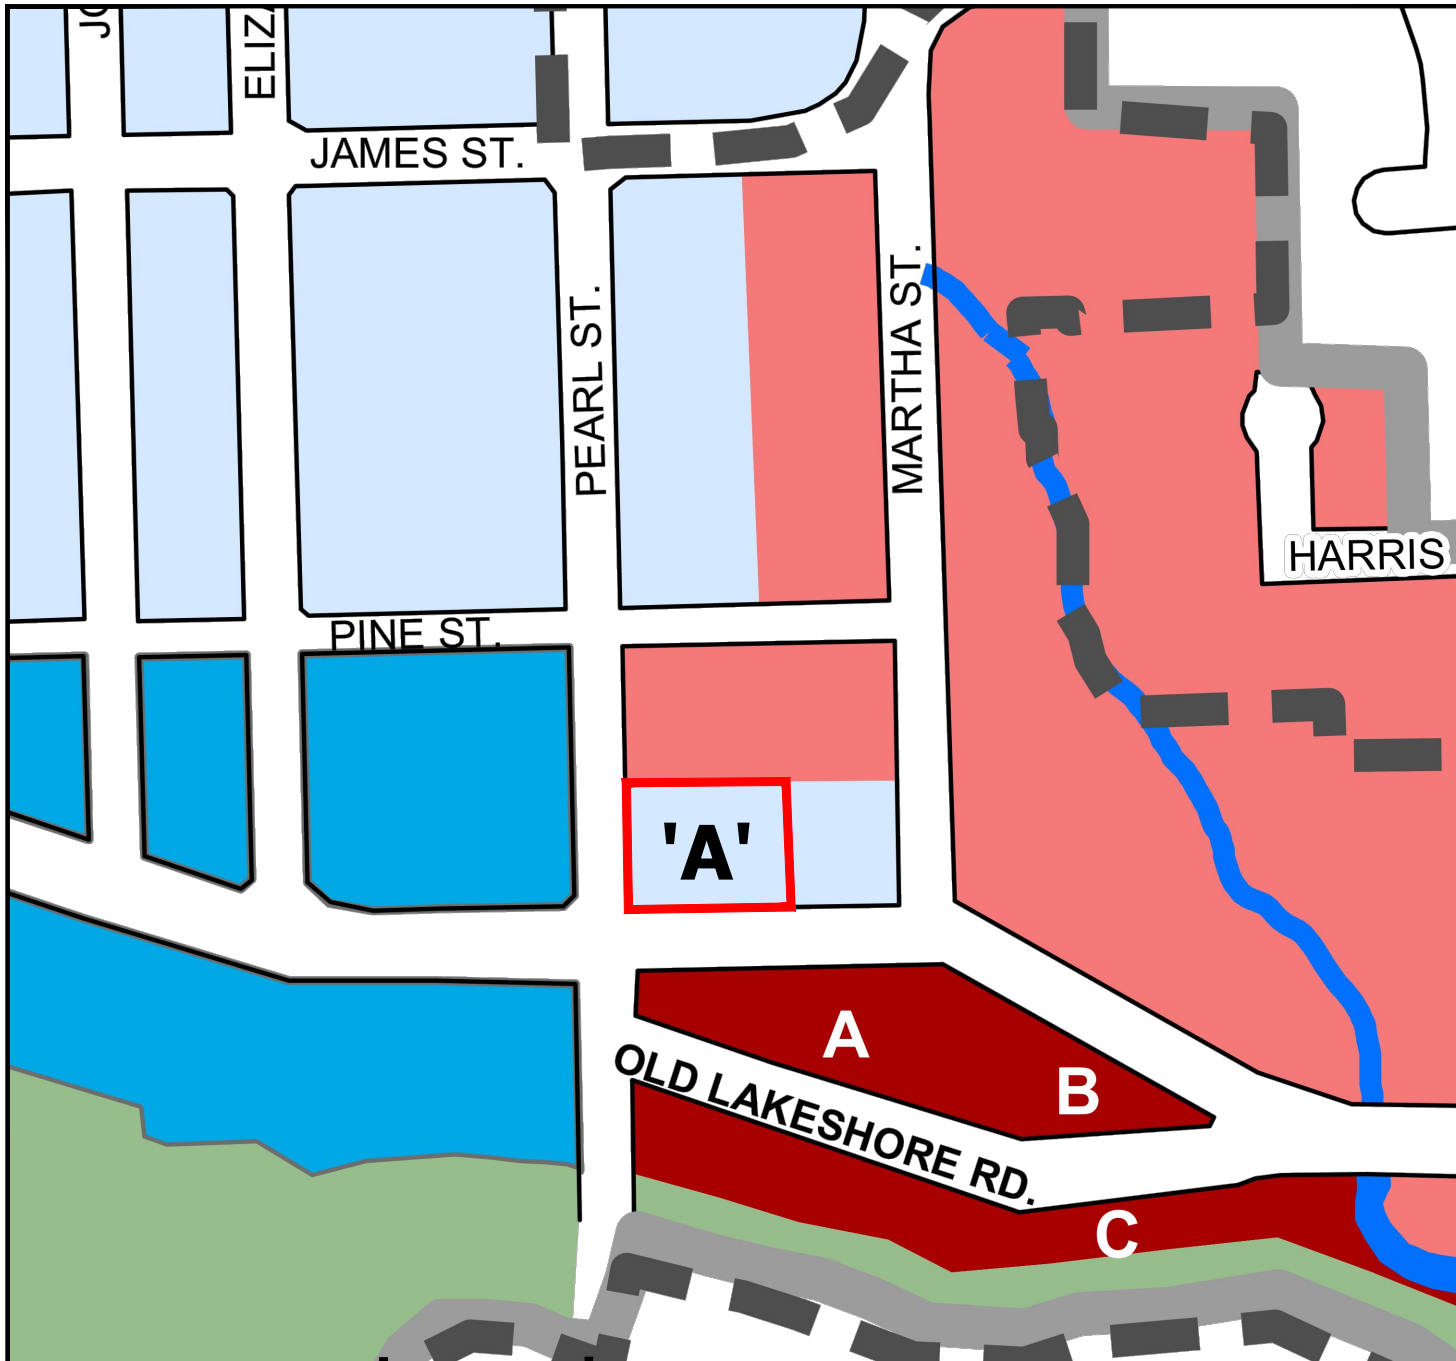 JAMES ST.
PEARL ST.
MARTHA ST.
HARRIS
PINE ST.
'A'
A
B
OLD LAKESHORE RD.
C